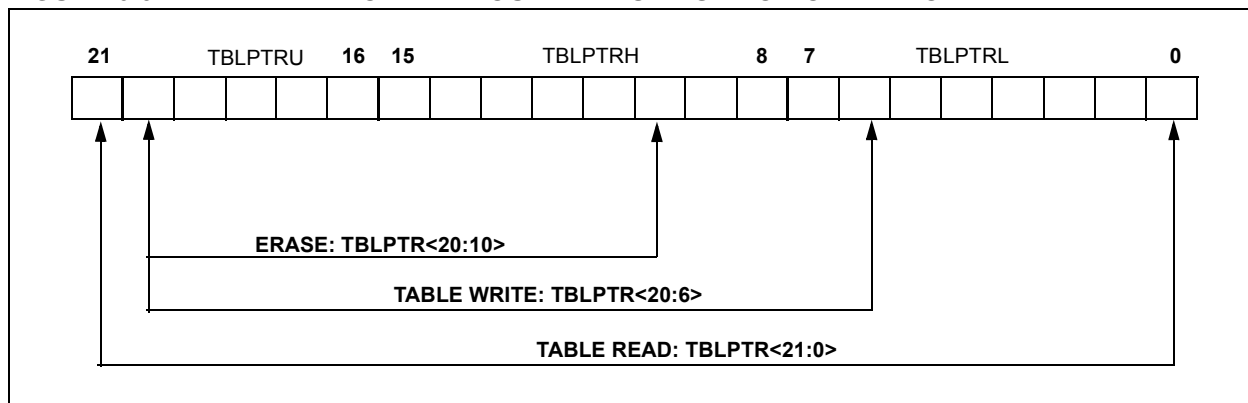 21 TBLPTRU 16 15 TBLPTRH 8 7 TBLPTRL 0
ERASE: TBLPTR<20:10>
TABLE WRITE: TBLPTR<20:6>
TABLE READ: TBLPTR<21:0>